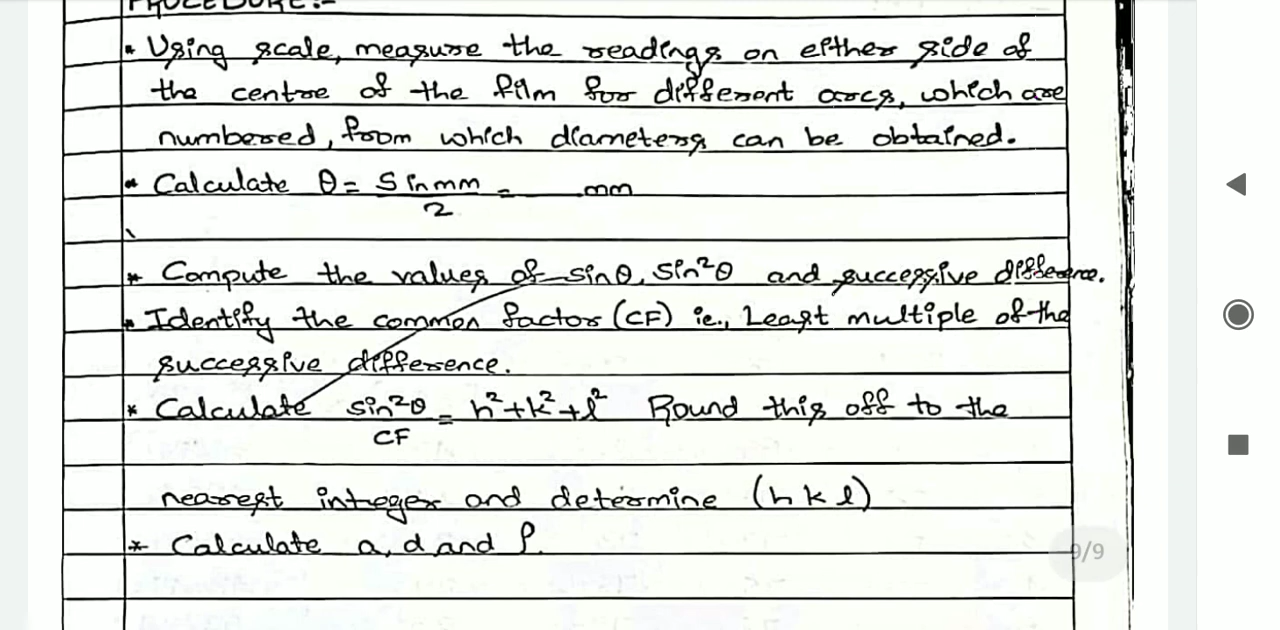 PROCEDURE:-
* Using scale, measure the readings on either side of
the centre of the film for different arcs, which are
numbered, from which diameters can be obtained.
* Calculate θ = S in mm / 2 = mm
* Compute the values of sinθ, sin²θ and successive difference.
* Identify the common factor (CF) ie., Least multiple of the
successive difference.
* Calculate sin²θ / CF = h²+k²+l² Round this off to the
nearest integer and determine (h k l)
* Calculate a, d and ρ.
9/9